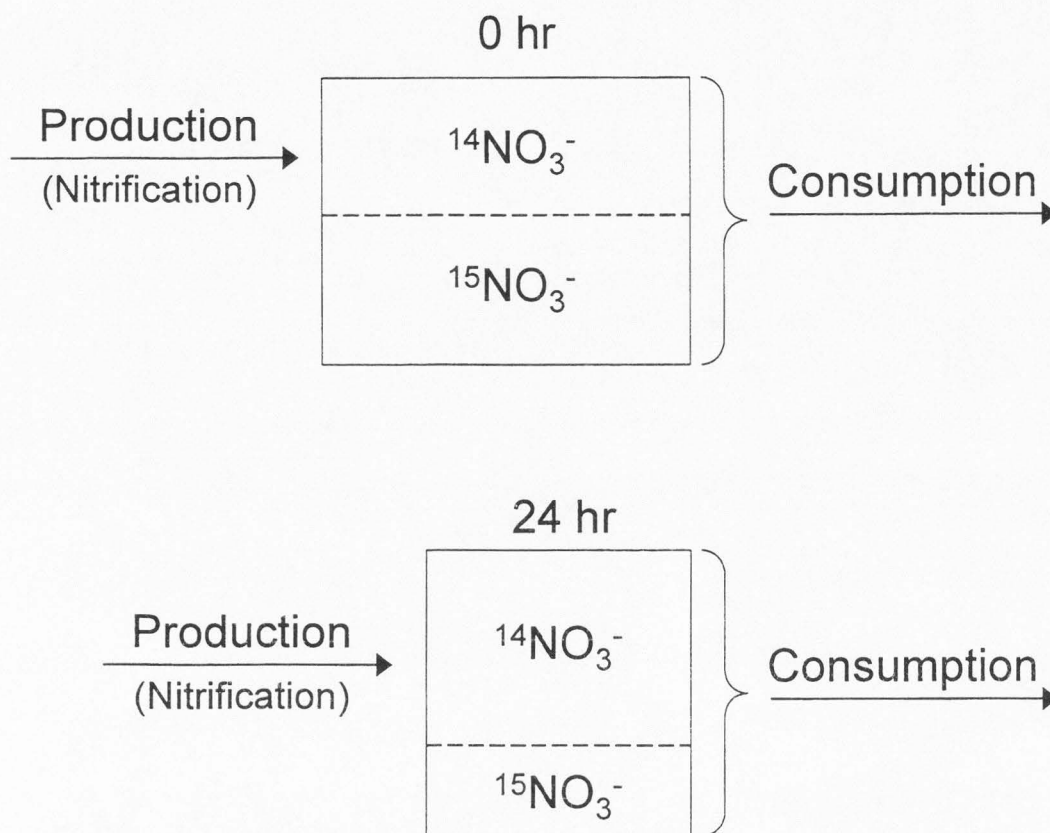 0 hr
Production
(Nitrification)
¹⁴NO₃⁻
¹⁵NO₃⁻
Consumption
24 hr
Production
(Nitrification)
¹⁴NO₃⁻
¹⁵NO₃⁻
Consumption